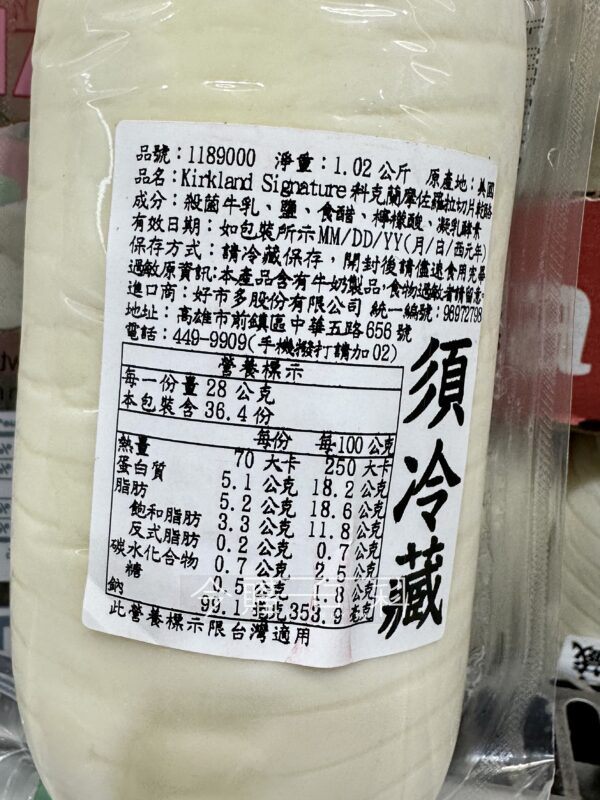 品號：1189000 淨重：1.02 公斤 原產地：美國
品名：Kirkland Signature 科克蘭摩佐羅拉切片乾酪
成分：殺菌牛乳、鹽、食醋、檸檬酸、凝乳酵素
有效日期：如包裝所示MM/DD/YY(月/日/西元年)
保存方式：請冷藏保存，開封後請儘速食用完畢
過敏原資訊：本產品含有牛奶製品，食物過敏者請留意。
進口商：好市多股份有限公司 統一編號：96972798
地址：高雄市前鎮區中華五路656號
電話：449-9909(手機撥打請加02)
須冷藏
營養標示
每一份量 28 公克
本包裝含 36.4 份
每份 每100公克
熱量 70 大卡 250 大卡
蛋白質 5.1 公克 18.2 公克
脂肪 5.2 公克 18.6 公克
飽和脂肪 3.3 公克 11.8 公克
反式脂肪 0.2 公克 0.7 公克
碳水化合物 0.7 公克 2.5 公克
糖 0.5 公克 1.8 公克
鈉 99.1 毫克 353.9 毫克
此營養標示限台灣適用
藏